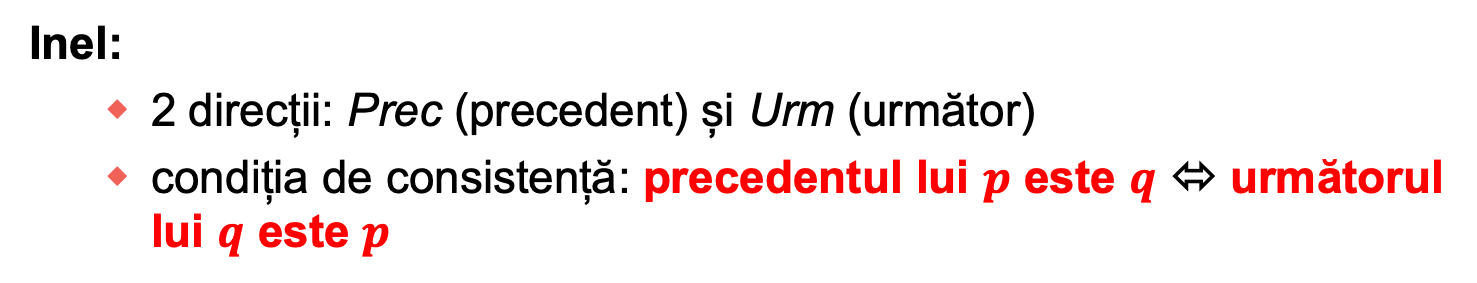 Inel:
◆ 2 direcții: Prec (precedent) și Urm (următor)
◆ condiția de consistență: precedentul lui p este q ⬄ următorul
lui q este p